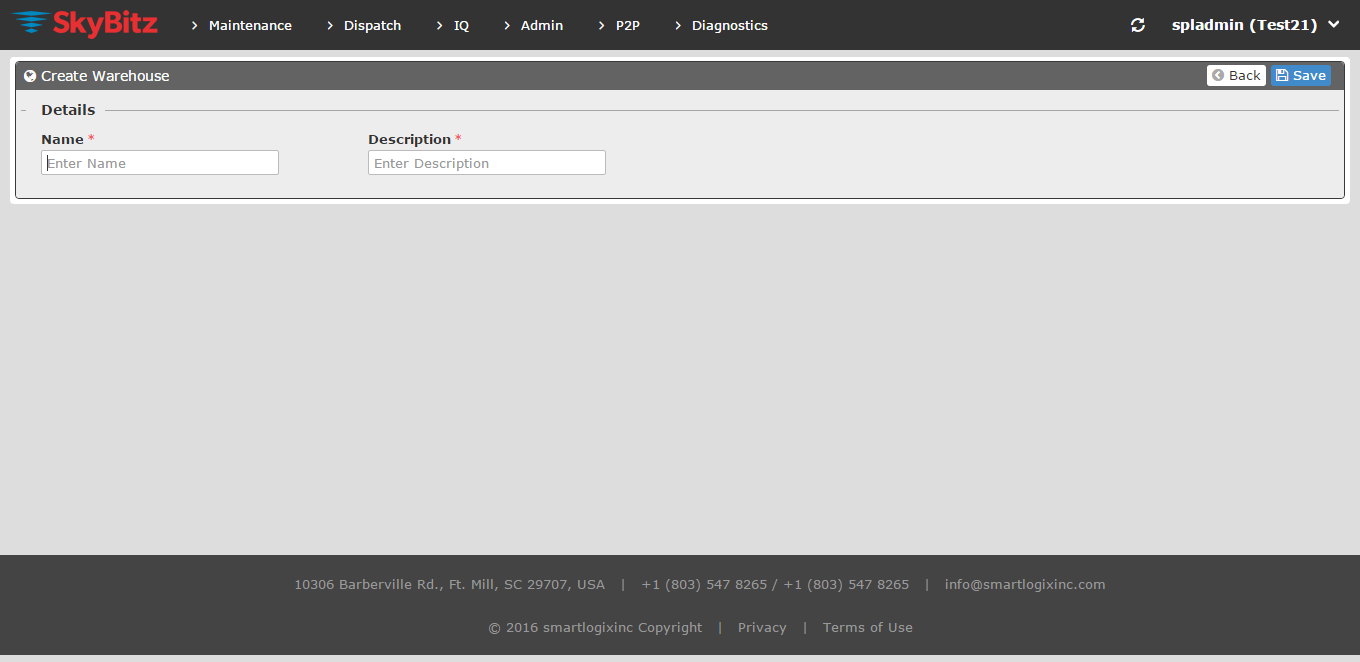 SkyBitz Maintenance Dispatch IQ Admin P2P Diagnostics spladmin (Test21)
Create Warehouse Back Save
Details
Name * Description *
Enter Name Enter Description
10306 Barberville Rd., Ft. Mill, SC 29707, USA | +1 (803) 547 8265 / +1 (803) 547 8265 | info@smartlogixinc.com
© 2016 smartlogixinc Copyright | Privacy | Terms of Use